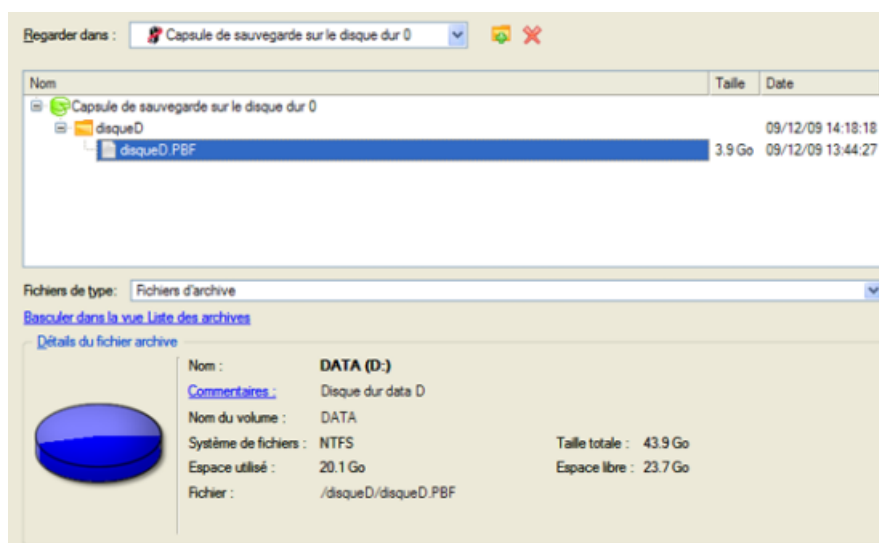 Regarder dans : Capsule de sauvegarde sur le disque dur 0
Nom Taille Date
Capsule de sauvegarde sur le disque dur 0
disqueD 09/12/09 14:18:18
disqueD.PBF 3.9 Go 09/12/09 13:44:27
Fichiers de type: Fichiers d'archive
Basculer dans la vue Liste des archives
Détails du fichier archive
Nom : DATA (D:)
Commentaires : Disque dur data D
Nom du volume : DATA
Système de fichiers : NTFS Taille totale : 43.9 Go
Espace utilisé : 20.1 Go Espace libre : 23.7 Go
Fichier : /disqueD/disqueD.PBF